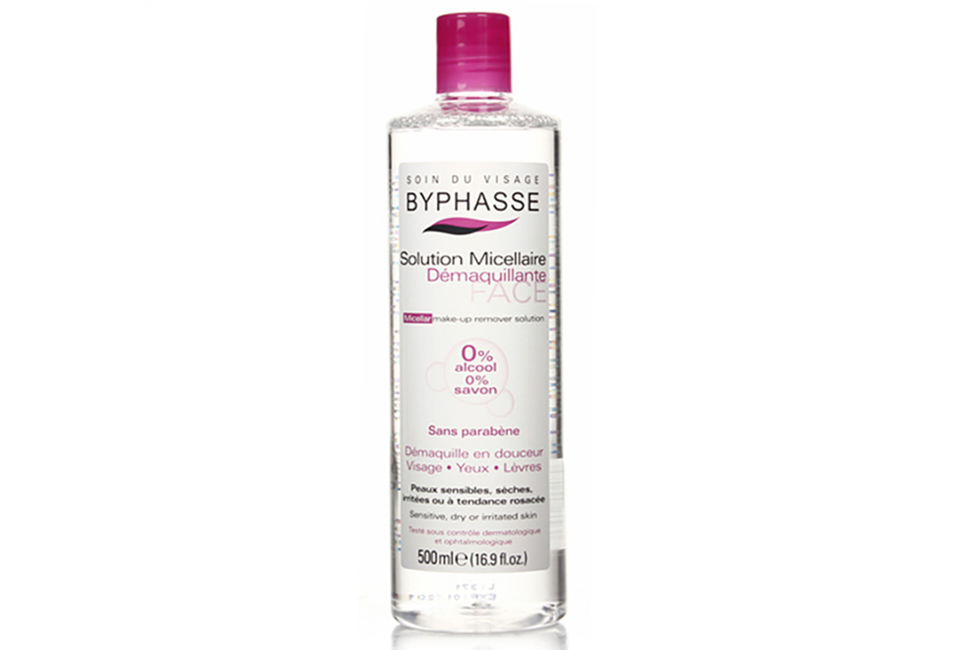 SOIN DU VISAGE
BYPHASSE
Solution Micellaire
Démaquillante
FACE
Micellar make-up remover solution
0%
alcool
0%
savon
Sans parabène
Démaquille en douceur
Visage • Yeux • Lèvres
Peaux sensibles, sèches,
irritées ou à tendance rosacée
Sensitive, dry or irritated skin
Testé sous contrôle dermatologique
et ophtalmologique
500 ml e (16.9 fl.oz.)